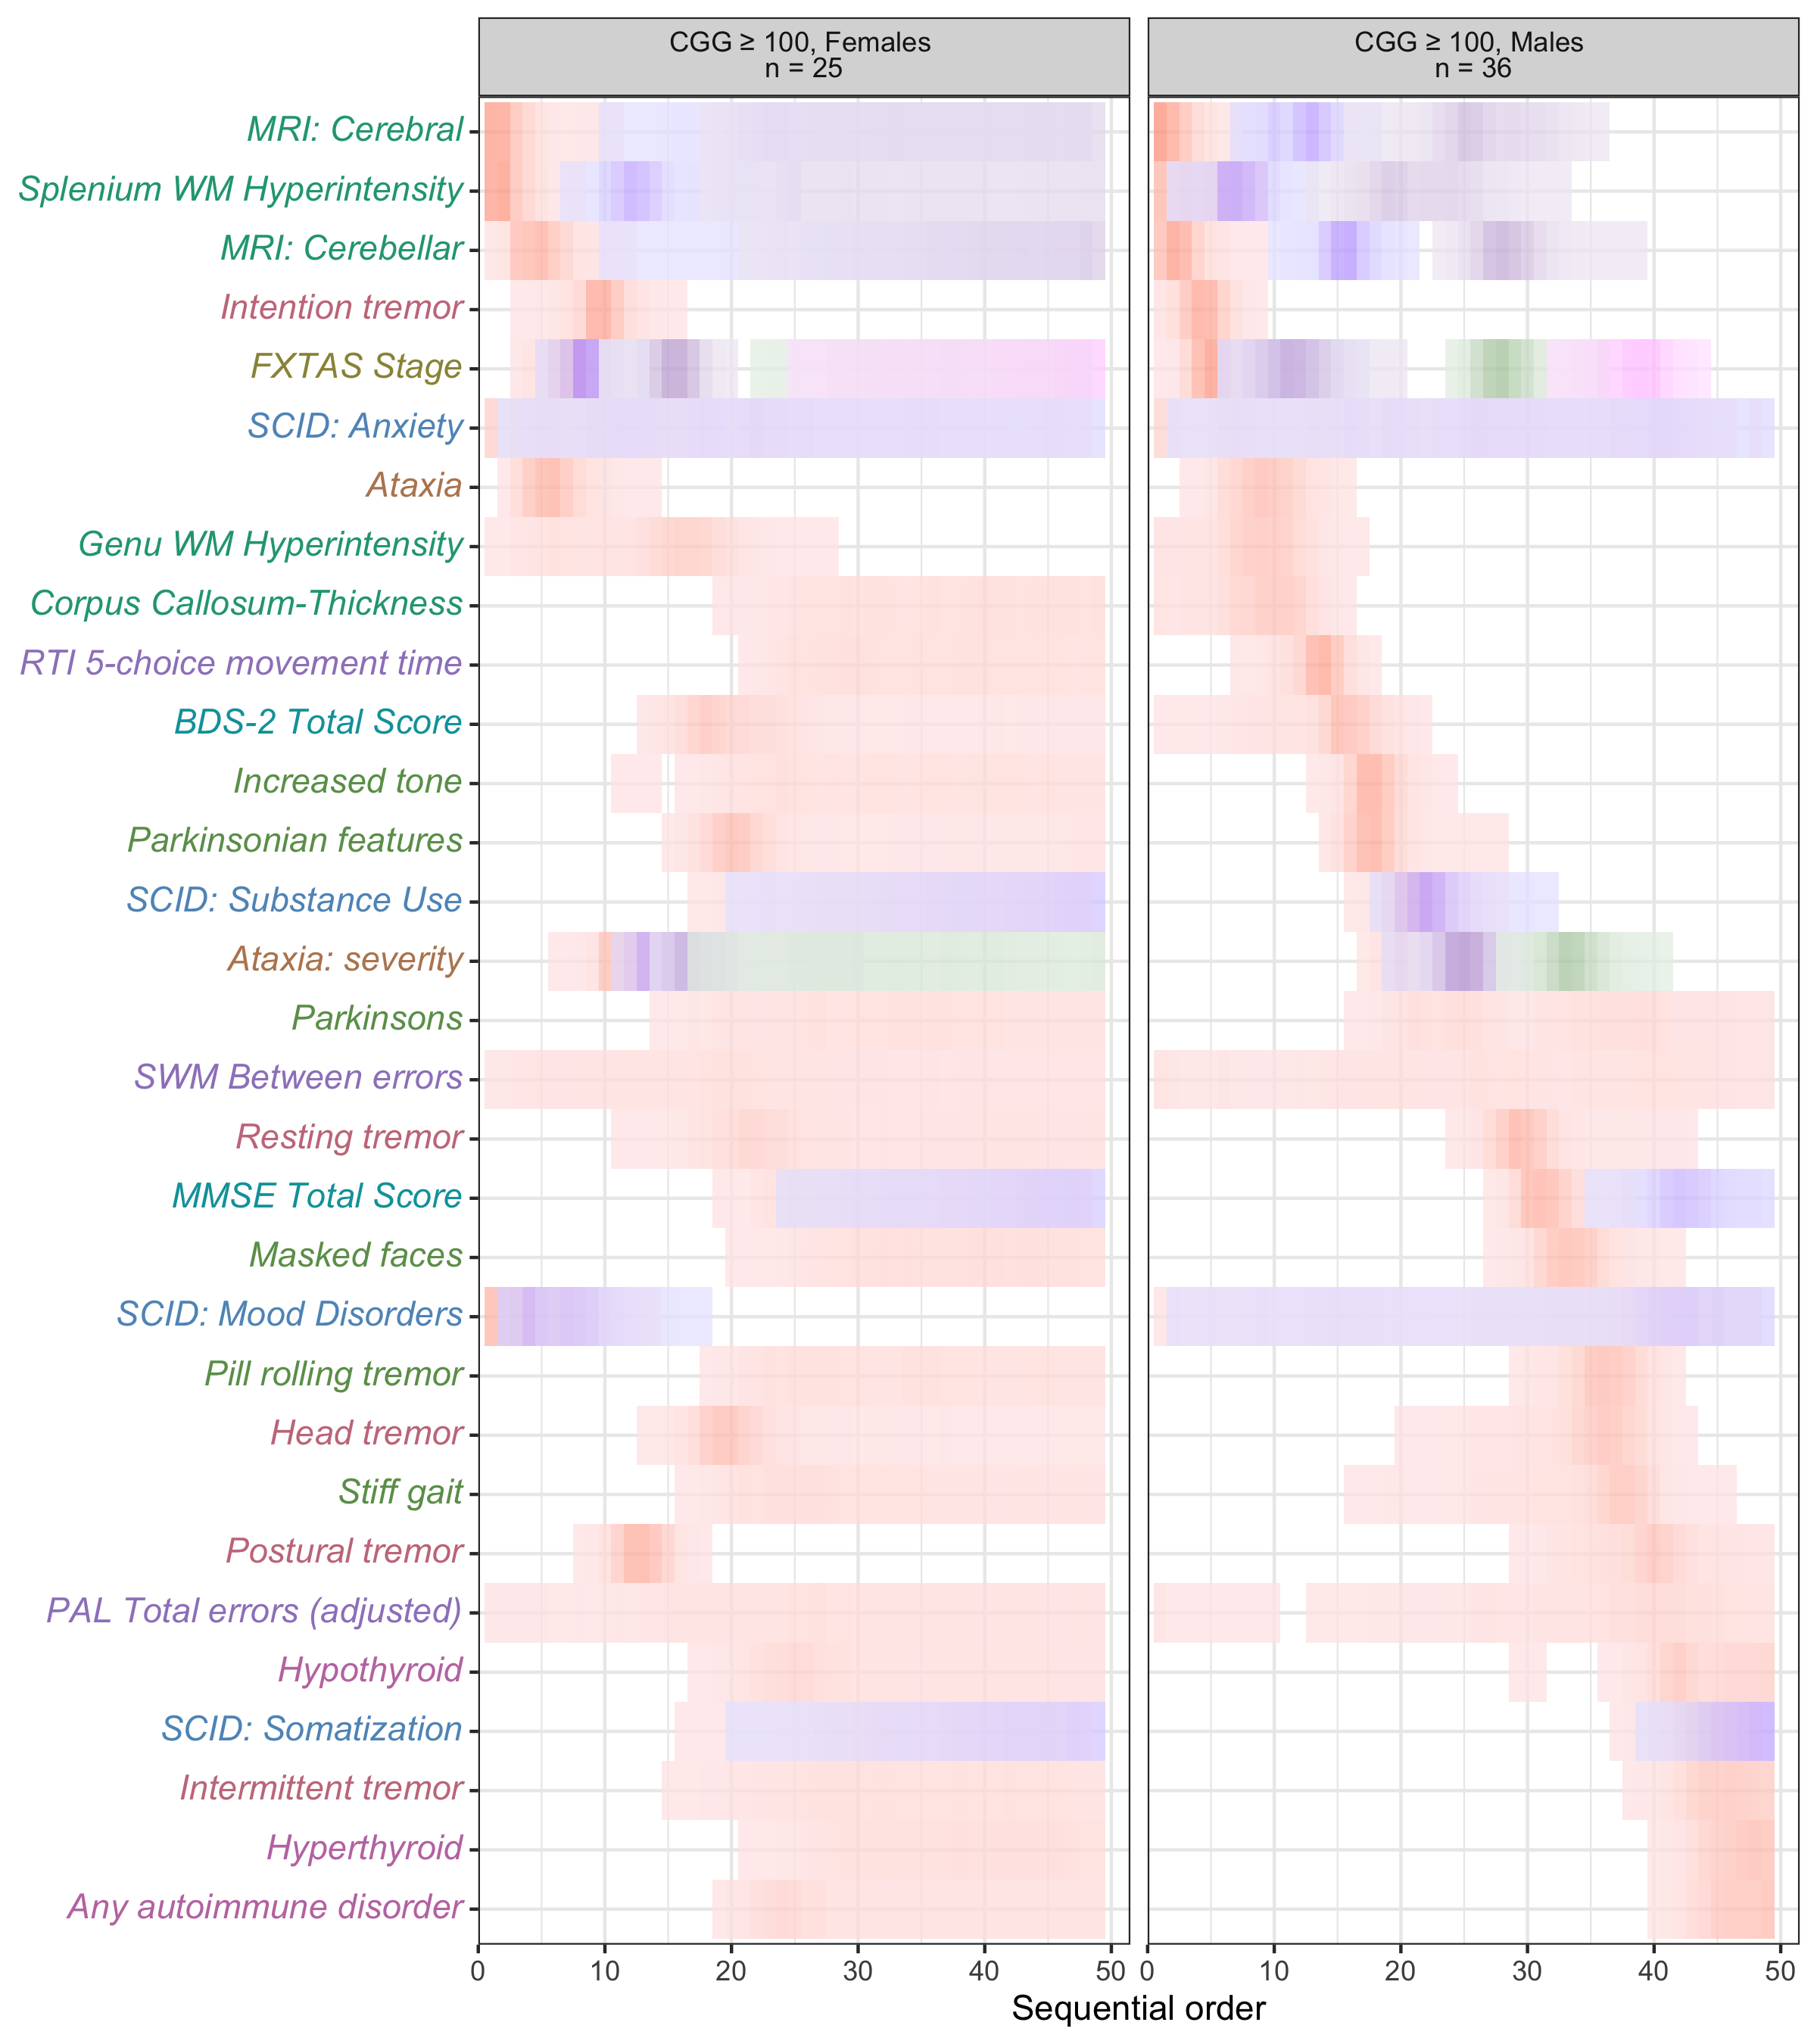 CGG ≥ 100, Females
n = 25
CGG ≥ 100, Males
n = 36
MRI: Cerebral
Splenium WM Hyperintensity
MRI: Cerebellar
Intention tremor
FXTAS Stage
SCID: Anxiety
Ataxia
Genu WM Hyperintensity
Corpus Callosum-Thickness
RTI 5-choice movement time
BDS-2 Total Score
Increased tone
Parkinsonian features
SCID: Substance Use
Ataxia: severity
Parkinsons
SWM Between errors
Resting tremor
MMSE Total Score
Masked faces
SCID: Mood Disorders
Pill rolling tremor
Head tremor
Stiff gait
Postural tremor
PAL Total errors (adjusted)
Hypothyroid
SCID: Somatization
Intermittent tremor
Hyperthyroid
Any autoimmune disorder
0 10 20 30 40 50 0 10 20 30 40 50
Sequential order